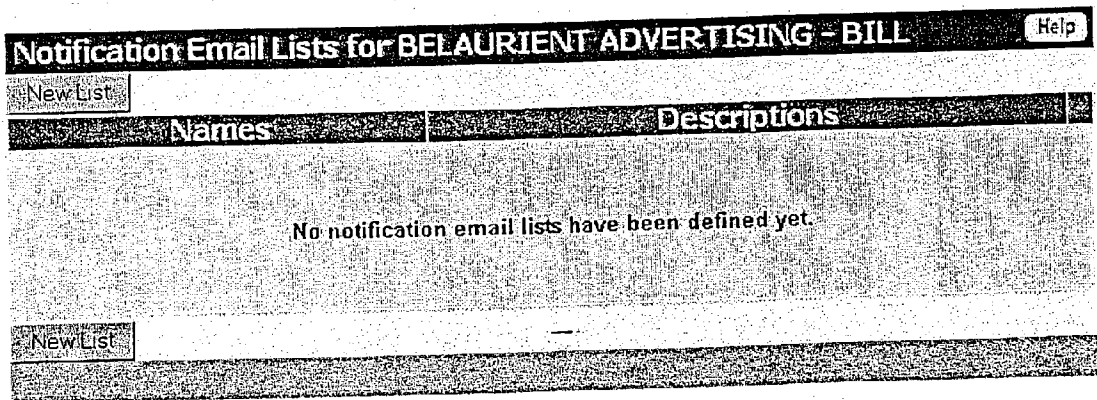 Notification Email Lists for BELAURIENT ADVERTISING - BILL Help
New List
Names Descriptions
No notification email lists have been defined yet.
New List